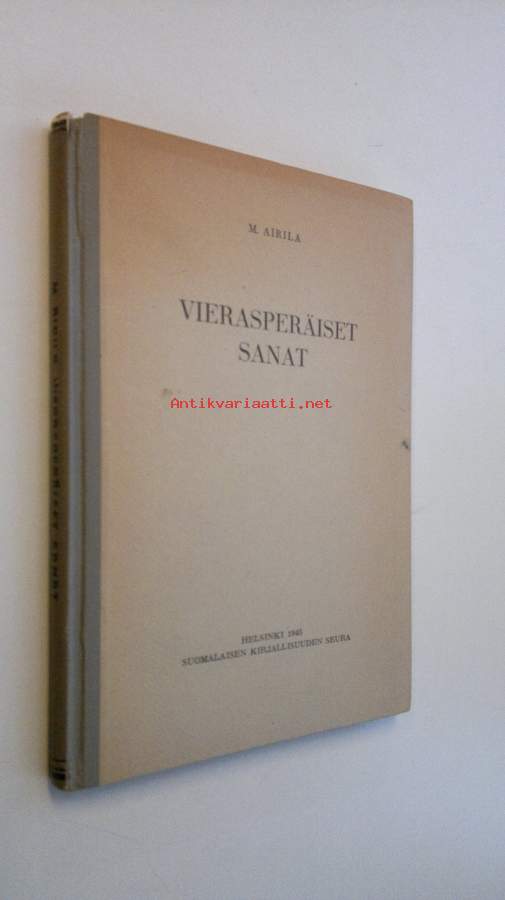 M. AIRILA
VIERASPERÄISET
SANAT
Antikvariaatti.net
HELSINKI 1945
SUOMALAISEN KIRJALLISUUDEN SEURA